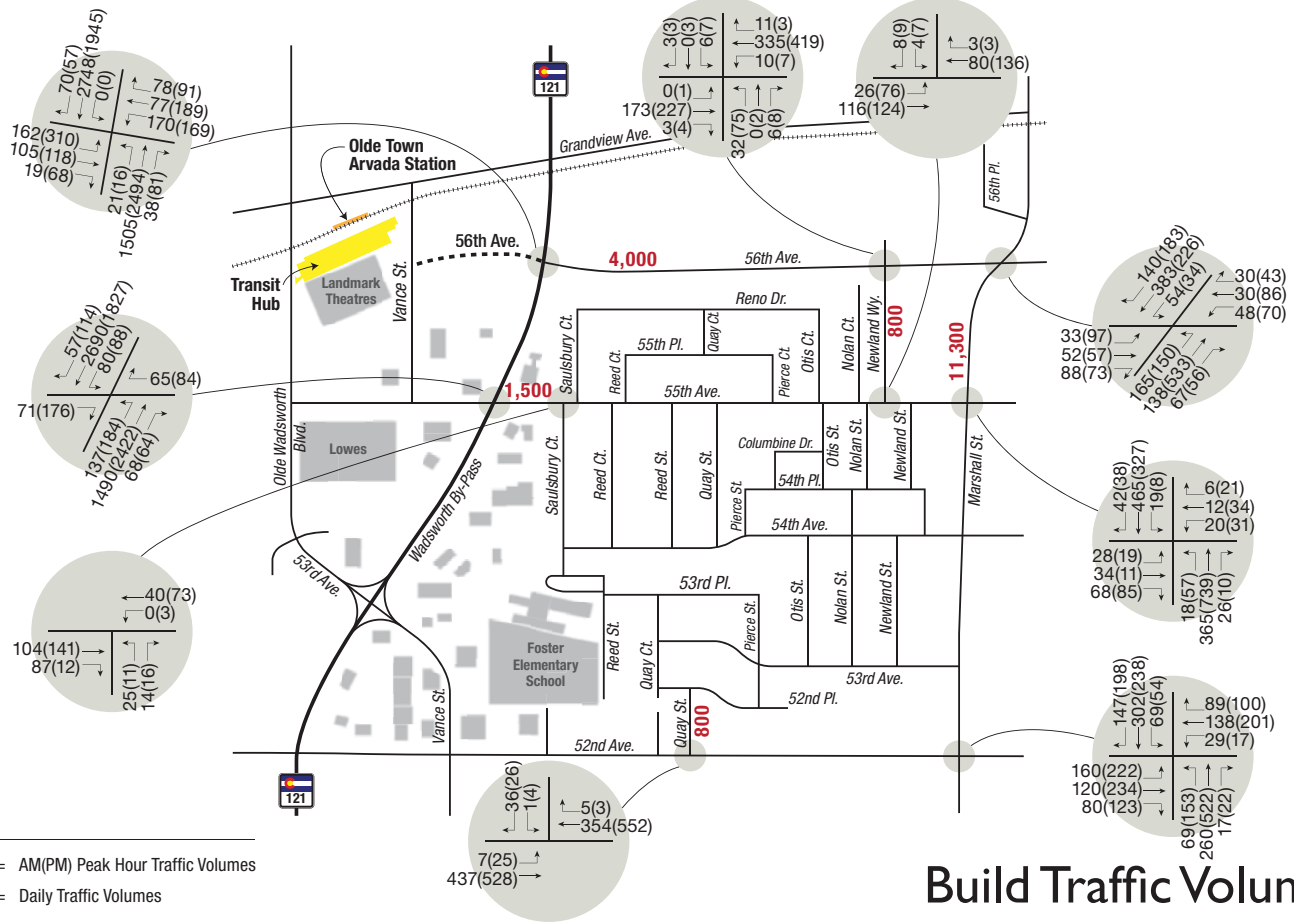 70(57)
2748(1945)
0(0)
78(91)
77(189)
170(169)
162(310)
105(118)
19(68)
21(16)
1505(2494)
38(81)
121
3(3)
0(3)
6(7)
11(3)
335(419)
10(7)
0(1)
173(227)
3(4)
32(75)
0(2)
6(8)
8(9)
4(7)
3(3)
80(136)
26(76)
116(124)
Olde Town
Arvada Station
Grandview Ave.
56th Pl.
56th Ave.
4,000
56th Ave.
Transit
Hub
Landmark
Theatres
Vance St.
Reno Dr.
140(183)
383(226)
54(34)
30(43)
30(86)
48(70)
33(97)
52(57)
88(73)
165(150)
138(533)
67(56)
57(114)
2690(1827)
80(88)
65(84)
71(176)
137(184)
1490(2422)
68(64)
1,500
Saulsbury Ct.
Reed Ct.
55th Pl.
Quay Ct.
Pierce Ct.
Otis Ct.
Nolan Ct.
Newland Wy.
800
11,300
55th Ave.
Olde Wadsworth
Blvd.
Lowes
Wadsworth By-Pass
Saulsbury Ct.
Reed Ct.
Reed St.
Quay St.
Columbine Dr.
Otis St.
Nolan St.
Newland St.
Marshall St.
54th Pl.
Pierce St.
54th Ave.
42(38)
465(327)
19(8)
6(21)
12(34)
20(31)
28(19)
34(11)
68(85)
18(57)
365(739)
26(10)
53rd Ave.
53rd Pl.
Otis St.
Nolan St.
Newland St.
40(73)
0(3)
104(141)
87(12)
25(11)
14(16)
Foster
Elementary
School
Reed St.
Quay Ct.
Pierce St.
53rd Ave.
52nd Pl.
Vance St.
Quay St.
800
52nd Ave.
147(198)
302(238)
69(54)
89(100)
138(201)
29(17)
160(222)
120(234)
80(123)
69(153)
260(522)
17(22)
121
36(26)
1(4)
5(3)
354(552)
7(25)
437(528)
= AM(PM) Peak Hour Traffic Volumes
= Daily Traffic Volumes
Build Traffic Volun